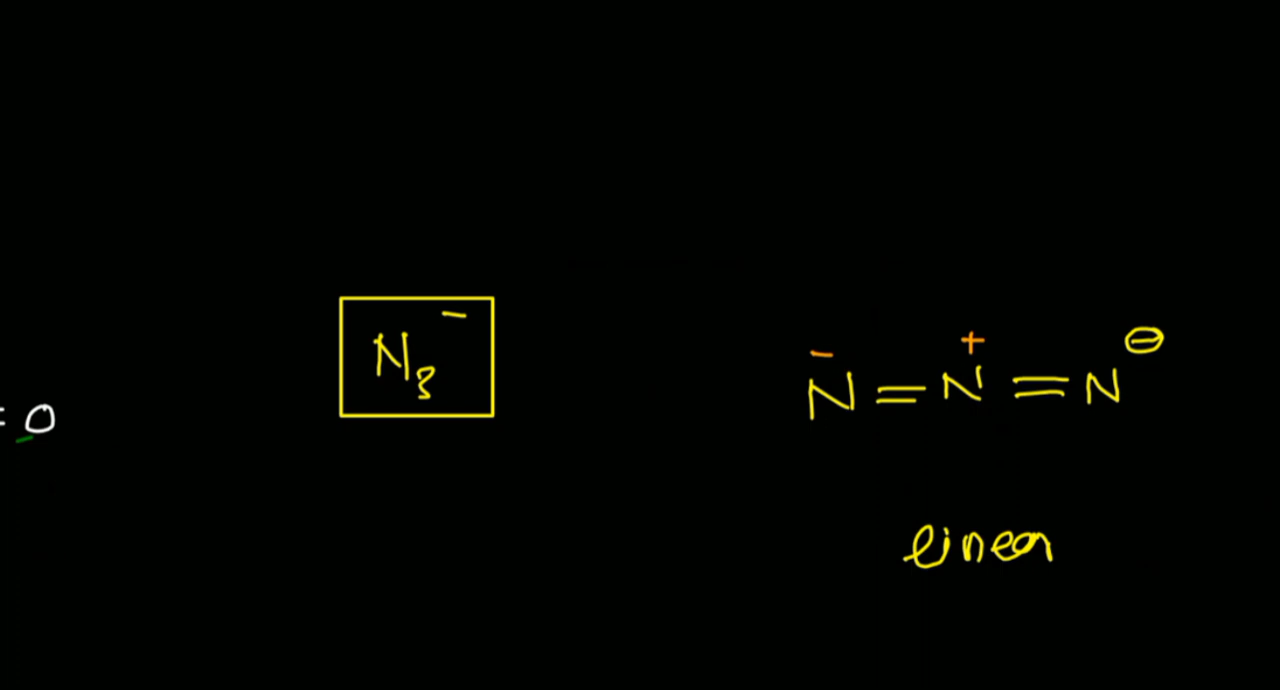 N₃⁻
⁻N = N⁺ = N⊖
= O
linear